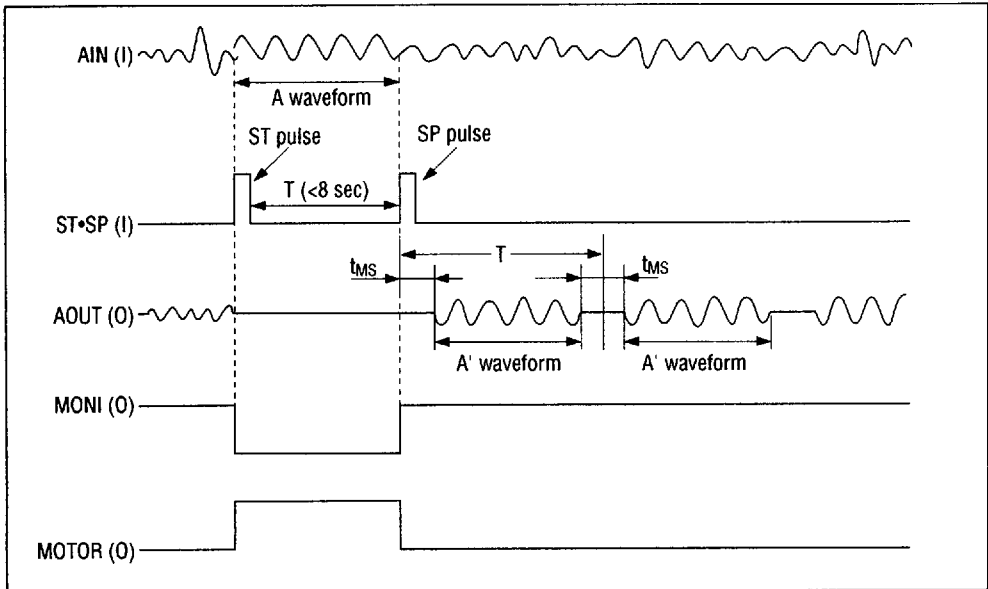 AIN (I)
A waveform
ST pulse
SP pulse
T (<8 sec)
ST•SP (I)
T
tMS
tMS
AOUT (O)
A' waveform
A' waveform
MONI (O)
MOTOR (O)